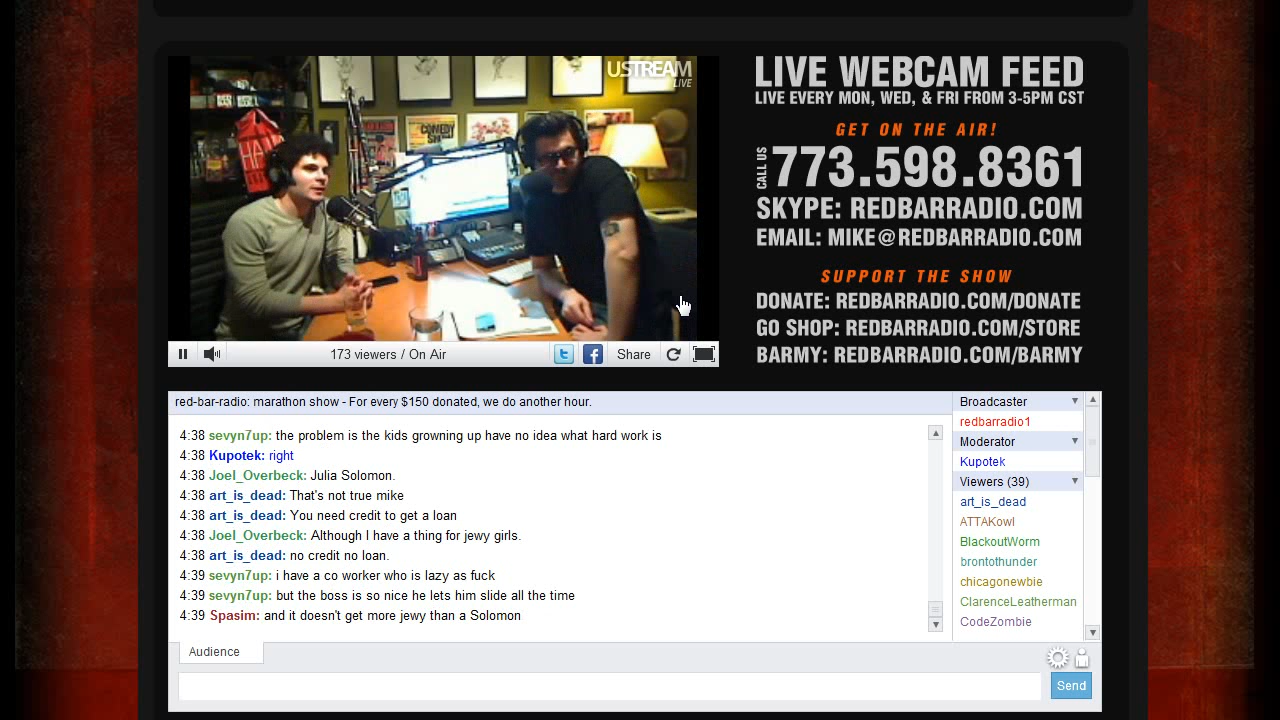 USTREAM
LIVE
HA
COMEDY
SHOW
173 viewers / On Air
Share
LIVE WEBCAM FEED
LIVE EVERY MON, WED, & FRI FROM 3-5PM CST
GET ON THE AIR!
CALL US 773.598.8361
SKYPE: REDBARRADIO.COM
EMAIL: MIKE@REDBARRADIO.COM
SUPPORT THE SHOW
DONATE: REDBARRADIO.COM/DONATE
GO SHOP: REDBARRADIO.COM/STORE
BARMY: REDBARRADIO.COM/BARMY
red-bar-radio: marathon show - For every $150 donated, we do another hour.
4:38 sevyn7up: the problem is the kids growning up have no idea what hard work is
4:38 Kupotek: right
4:38 Joel_Overbeck: Julia Solomon.
4:38 art_is_dead: That's not true mike
4:38 art_is_dead: You need credit to get a loan
4:38 Joel_Overbeck: Although I have a thing for jewy girls.
4:38 art_is_dead: no credit no loan.
4:39 sevyn7up: i have a co worker who is lazy as fuck
4:39 sevyn7up: but the boss is so nice he lets him slide all the time
4:39 Spasim: and it doesn't get more jewy than a Solomon
Broadcaster
redbarradio1
Moderator
Kupotek
Viewers (39)
art_is_dead
ATTAKowl
BlackoutWorm
brontothunder
chicagonewbie
ClarenceLeatherman
CodeZombie
Audience
Send